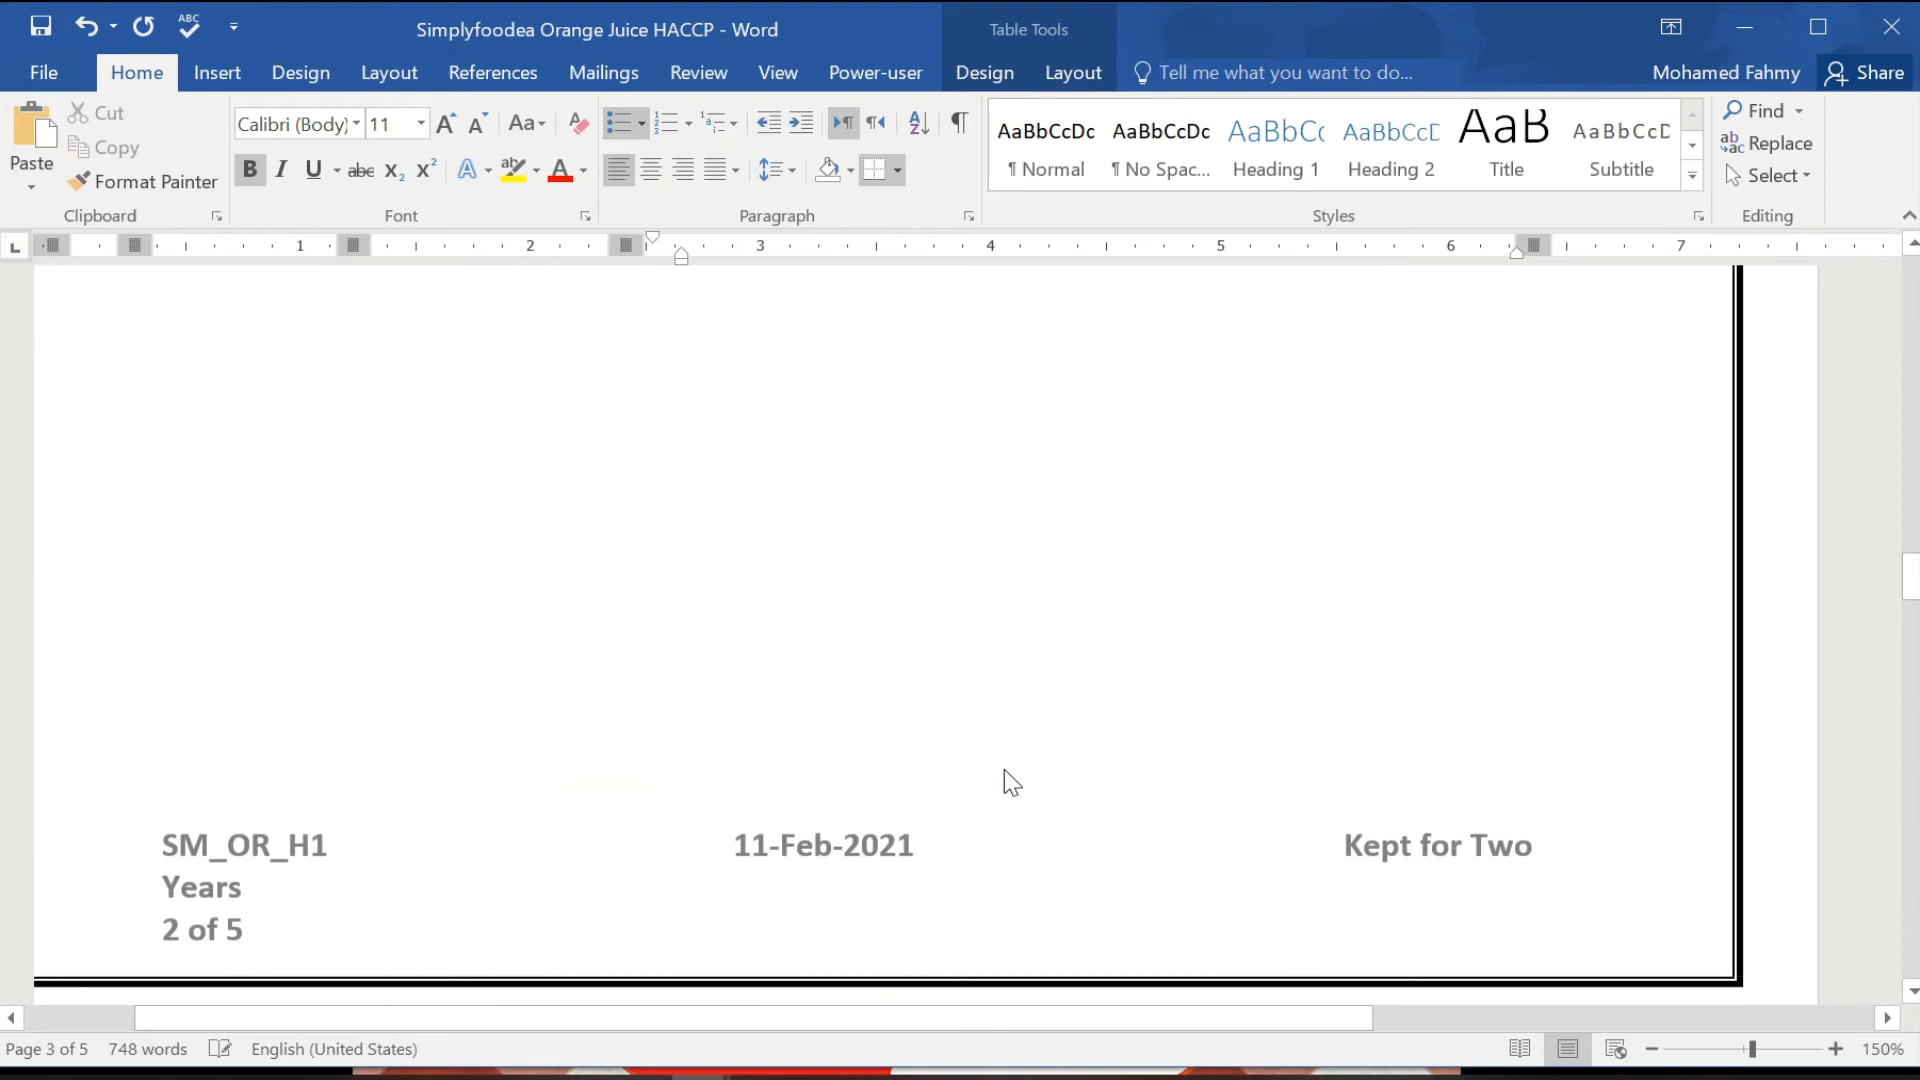 ABC
Simplyfoodea Orange Juice HACCP - Word
Table Tools
File Home Insert Design Layout References Mailings Review View Power-user Design Layout Tell me what you want to do... Mohamed Fahmy Share
Paste
Cut
Copy
Format Painter
Clipboard
Calibri (Body) 11
Font
Paragraph
AaBbCcDc AaBbCcDc AaBbCc AaBbCcD AaB AaBbCcD
¶ Normal ¶ No Spac... Heading 1 Heading 2 Title Subtitle
Styles
Find
Replace
Select
Editing
1 2 3 4 5 6 7
SM_OR_H1 11-Feb-2021 Kept for Two
Years
2 of 5
Page 3 of 5 748 words English (United States) 150%